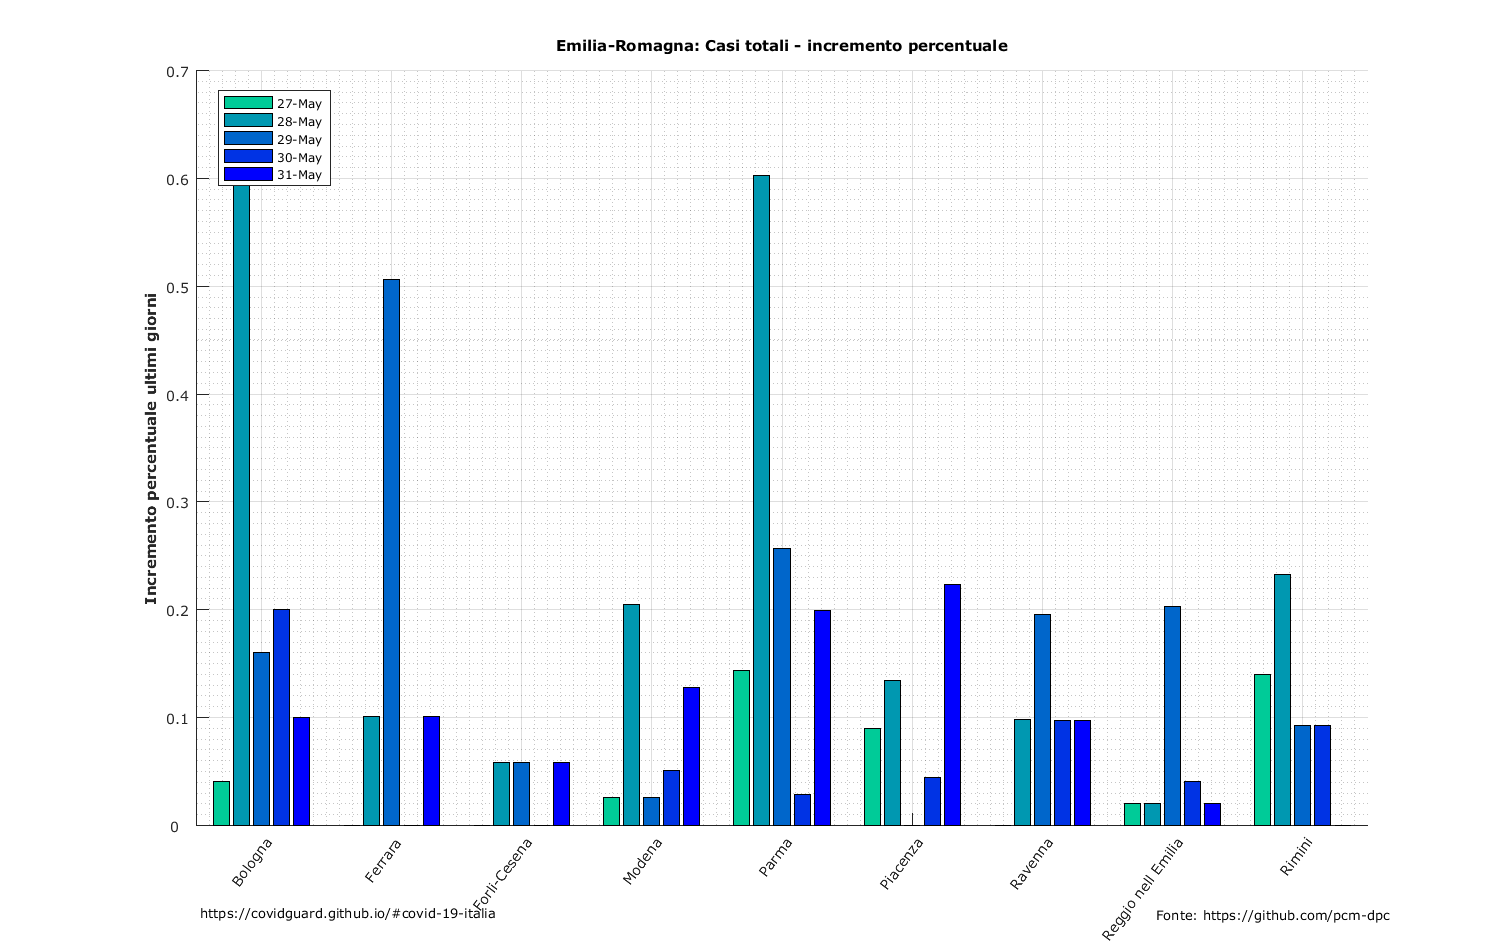 Emilia-Romagna: Casi totali - incremento percentuale
0.7
27-May
28-May
29-May
30-May
31-May
0.6
0.5
0.4
0.3
0.2
0.1
0
Incremento percentuale ultimi giorni
Bologna
Ferrara
Forlì-Cesena
Modena
Parma
Piacenza
Ravenna
Reggio nell Emilia
Rimini
https://covidguard.github.io/#covid-19-italia
Fonte: https://github.com/pcm-dpc